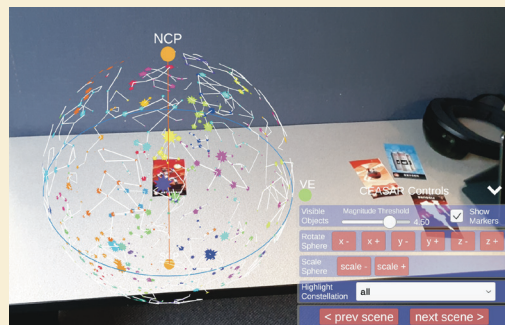 NCP
VE
CEASAR Controls
Visible Objects
Magnitude Threshold
4.50
Show Markers
Rotate Sphere
x -
x +
y -
y +
z -
z +
Scale Sphere
scale -
scale +
Highlight Constellation
all
< prev scene
next scene >